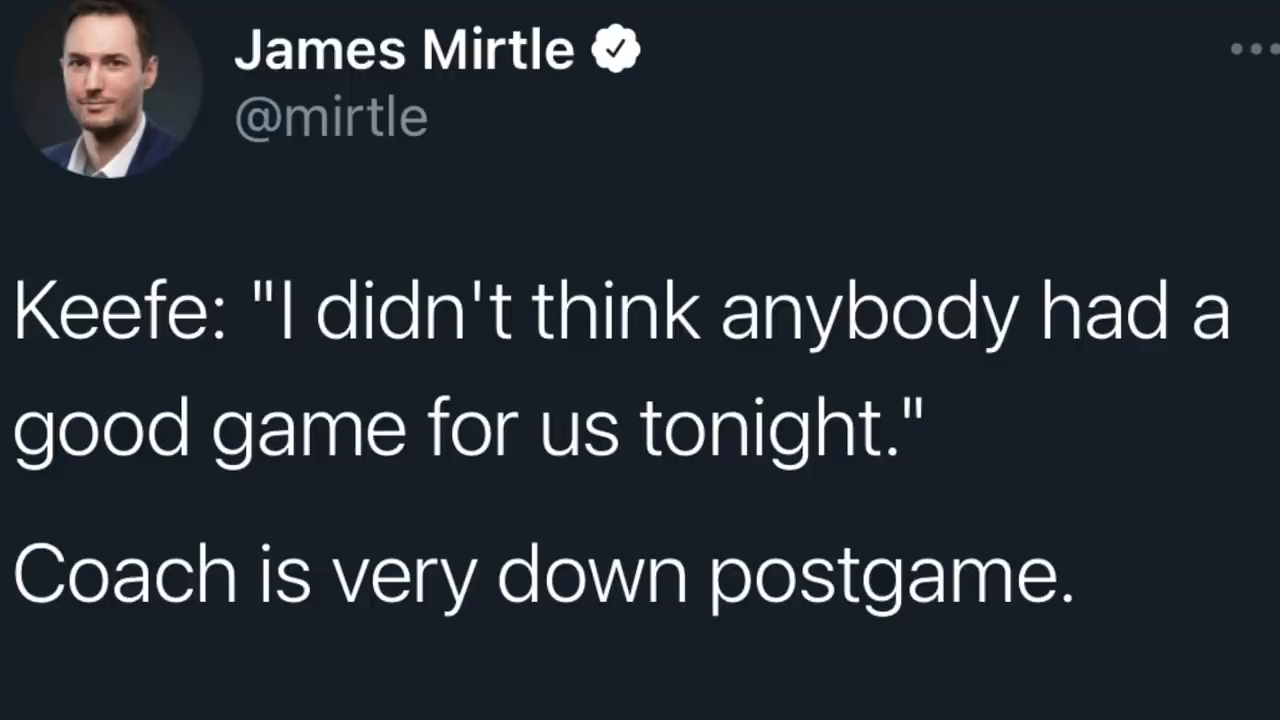 James Mirtle
@mirtle
Keefe: "I didn't think anybody had a
good game for us tonight."
Coach is very down postgame.